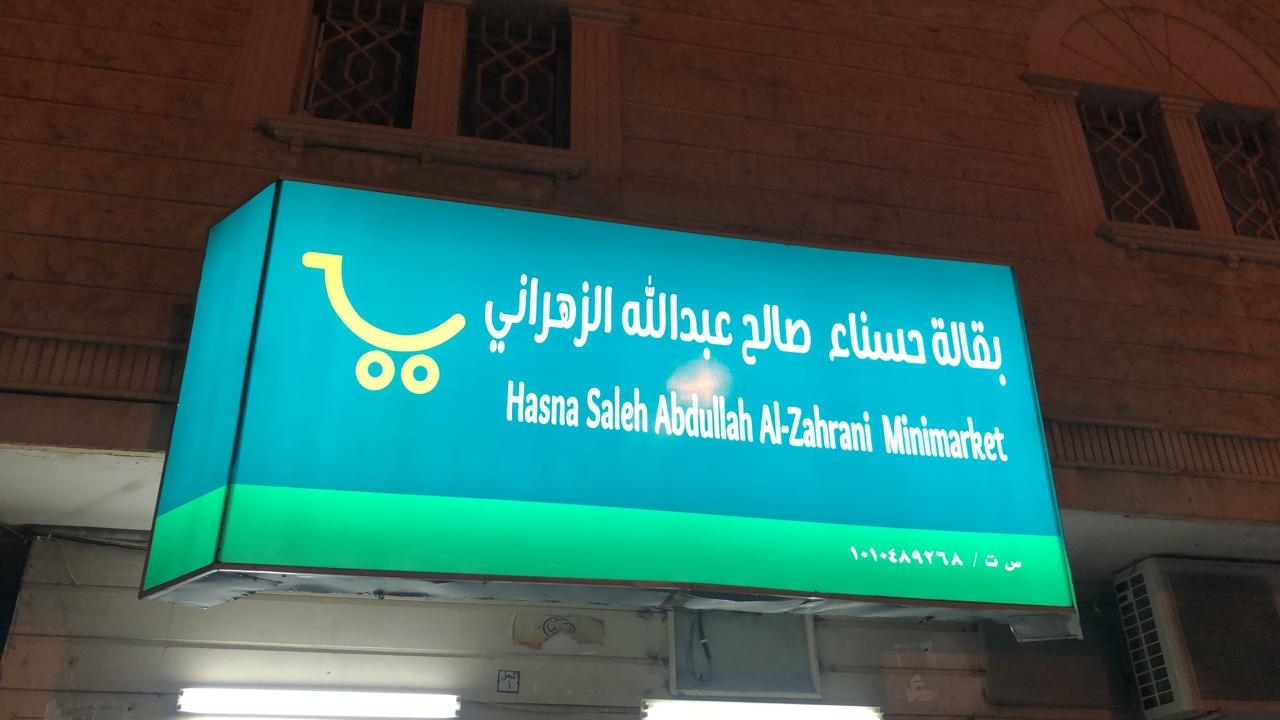 بقالة حسناء صالح عبدالله الزهراني
Hasna Saleh Abdullah Al-Zahrani Minimarket
س ت / ١٠١٠٤٨٩٢٦٨